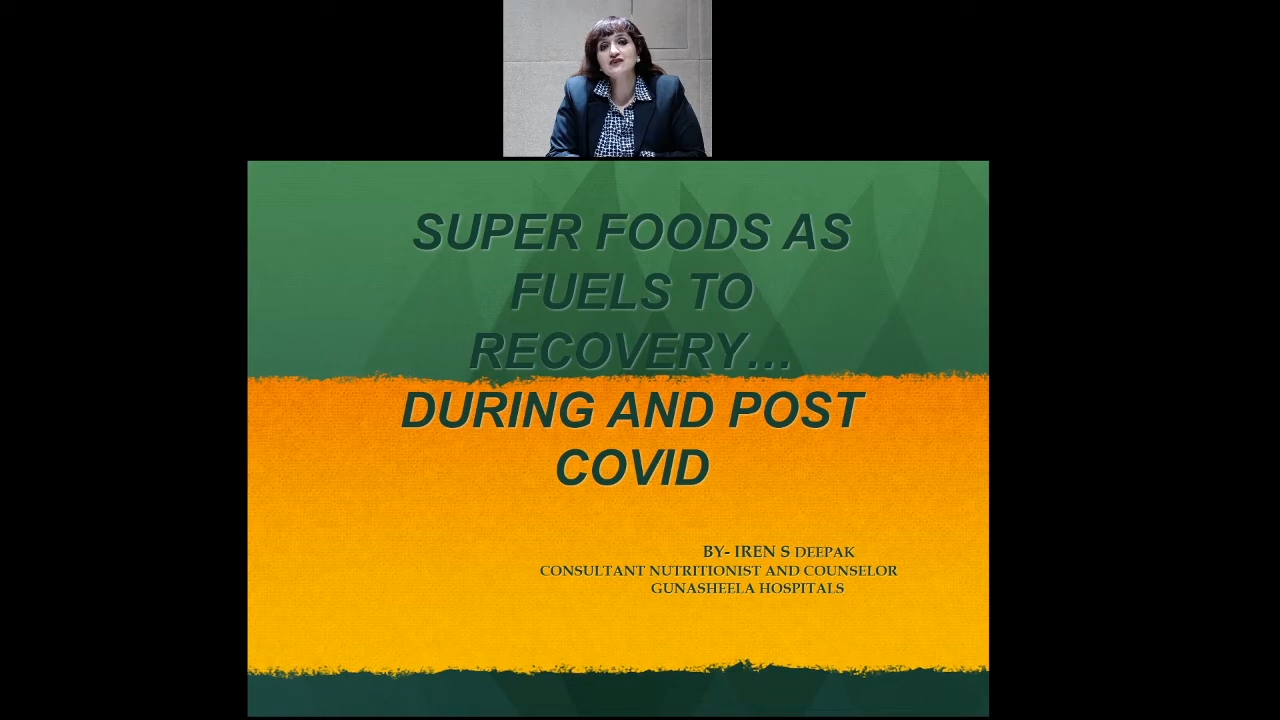 SUPER FOODS AS
FUELS TO
RECOVERY...
DURING AND POST
COVID
BY- IREN S DEEPAK
CONSULTANT NUTRITIONIST AND COUNSELOR
GUNASHEELA HOSPITALS